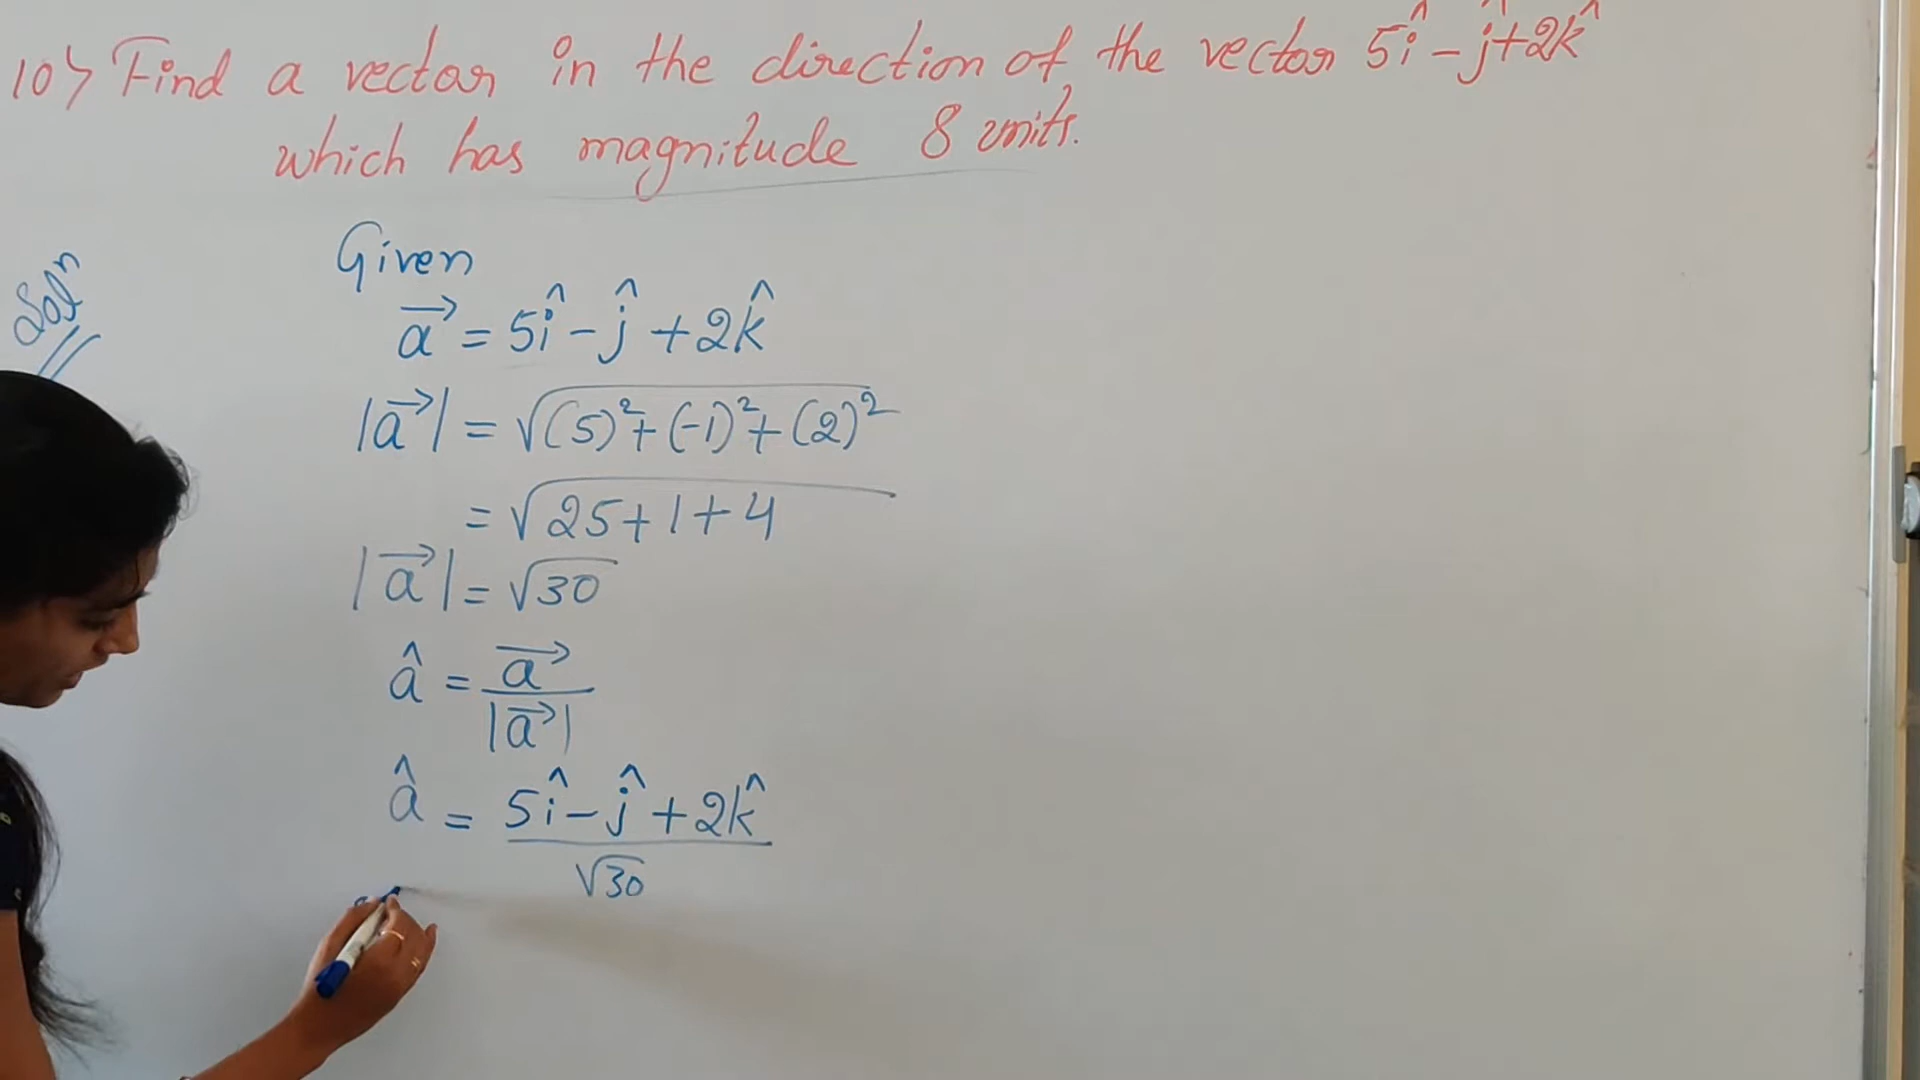 10) Find a vector in the direction of the vector 5î - ĵ + 2k̂
which has magnitude 8 units.
Solⁿ
Given
a⃗ = 5î - ĵ + 2k̂
|a⃗| = √(5)² + (-1)² + (2)²
= √25 + 1 + 4
|a⃗| = √30
â = a⃗ / |a⃗|
â = 5î - ĵ + 2k̂ / √30